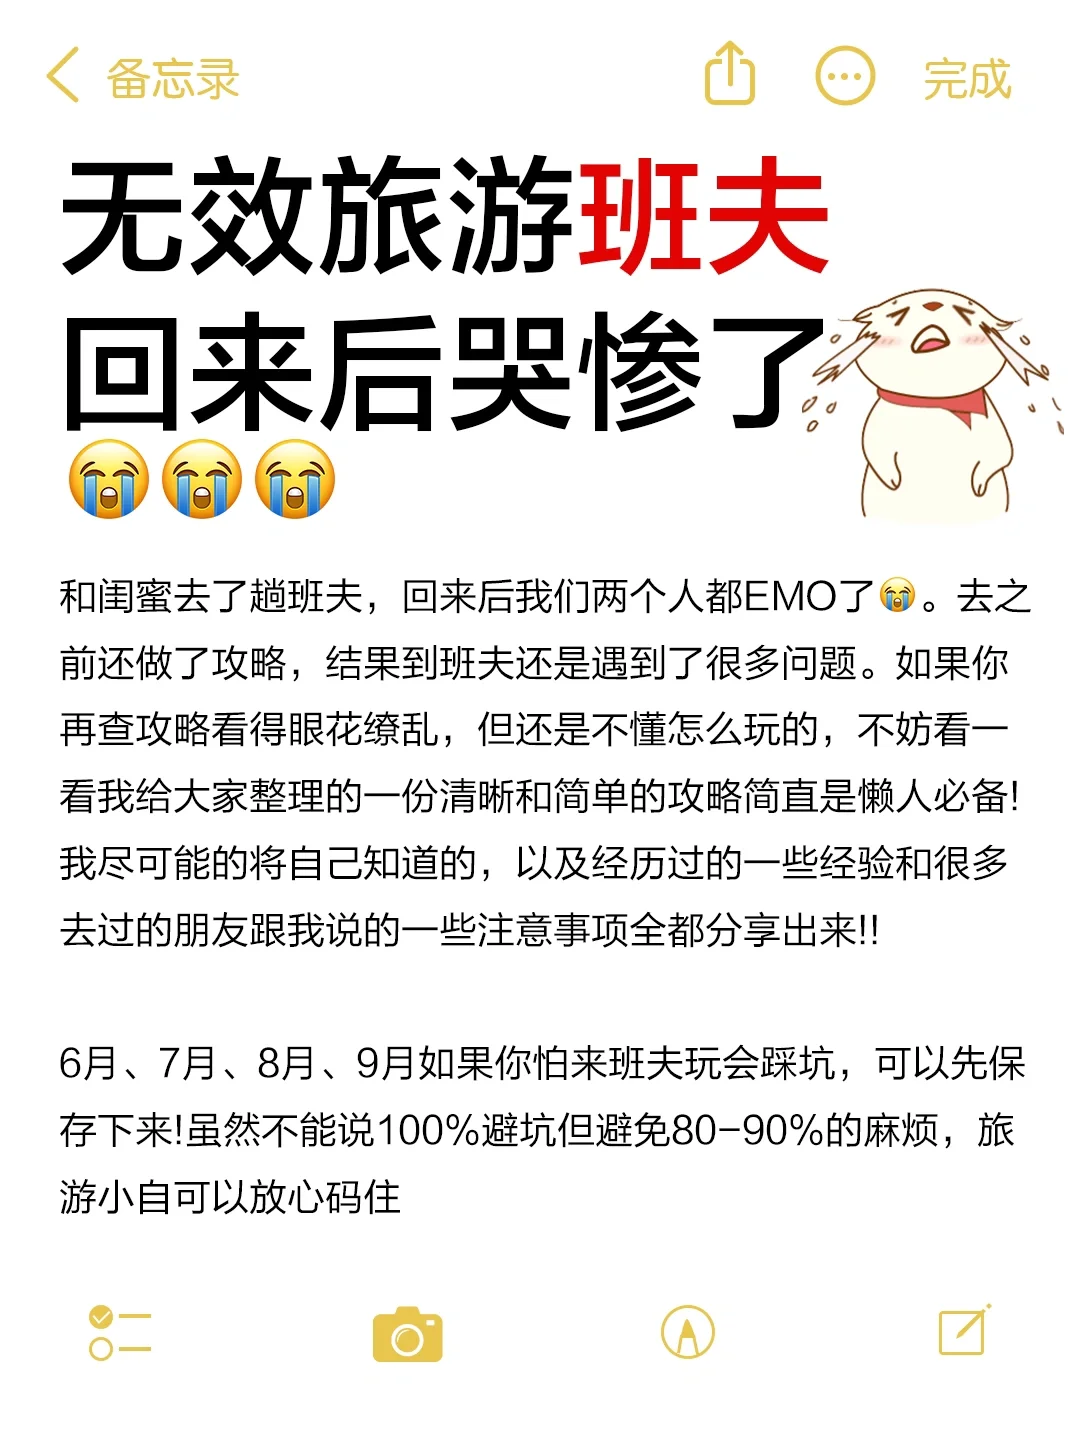 备忘录
完成
无效旅游班夫
回来后哭惨了
😭😭😭
和闺蜜去了趟班夫，回来后我们两个人都EMO了😭。去之
前还做了攻略，结果到班夫还是遇到了很多问题。如果你
再查攻略看得眼花缭乱，但还是不懂怎么玩的，不妨看一
看我给大家整理的一份清晰和简单的攻略简直是懒人必备!
我尽可能的将自己知道的，以及经历过的一些经验和很多
去过的朋友跟我说的一些注意事项全都分享出来!!
6月、7月、8月、9月如果你怕来班夫玩会踩坑，可以先保
存下来!虽然不能说100%避坑但避免80-90%的麻烦，旅
游小自可以放心码住